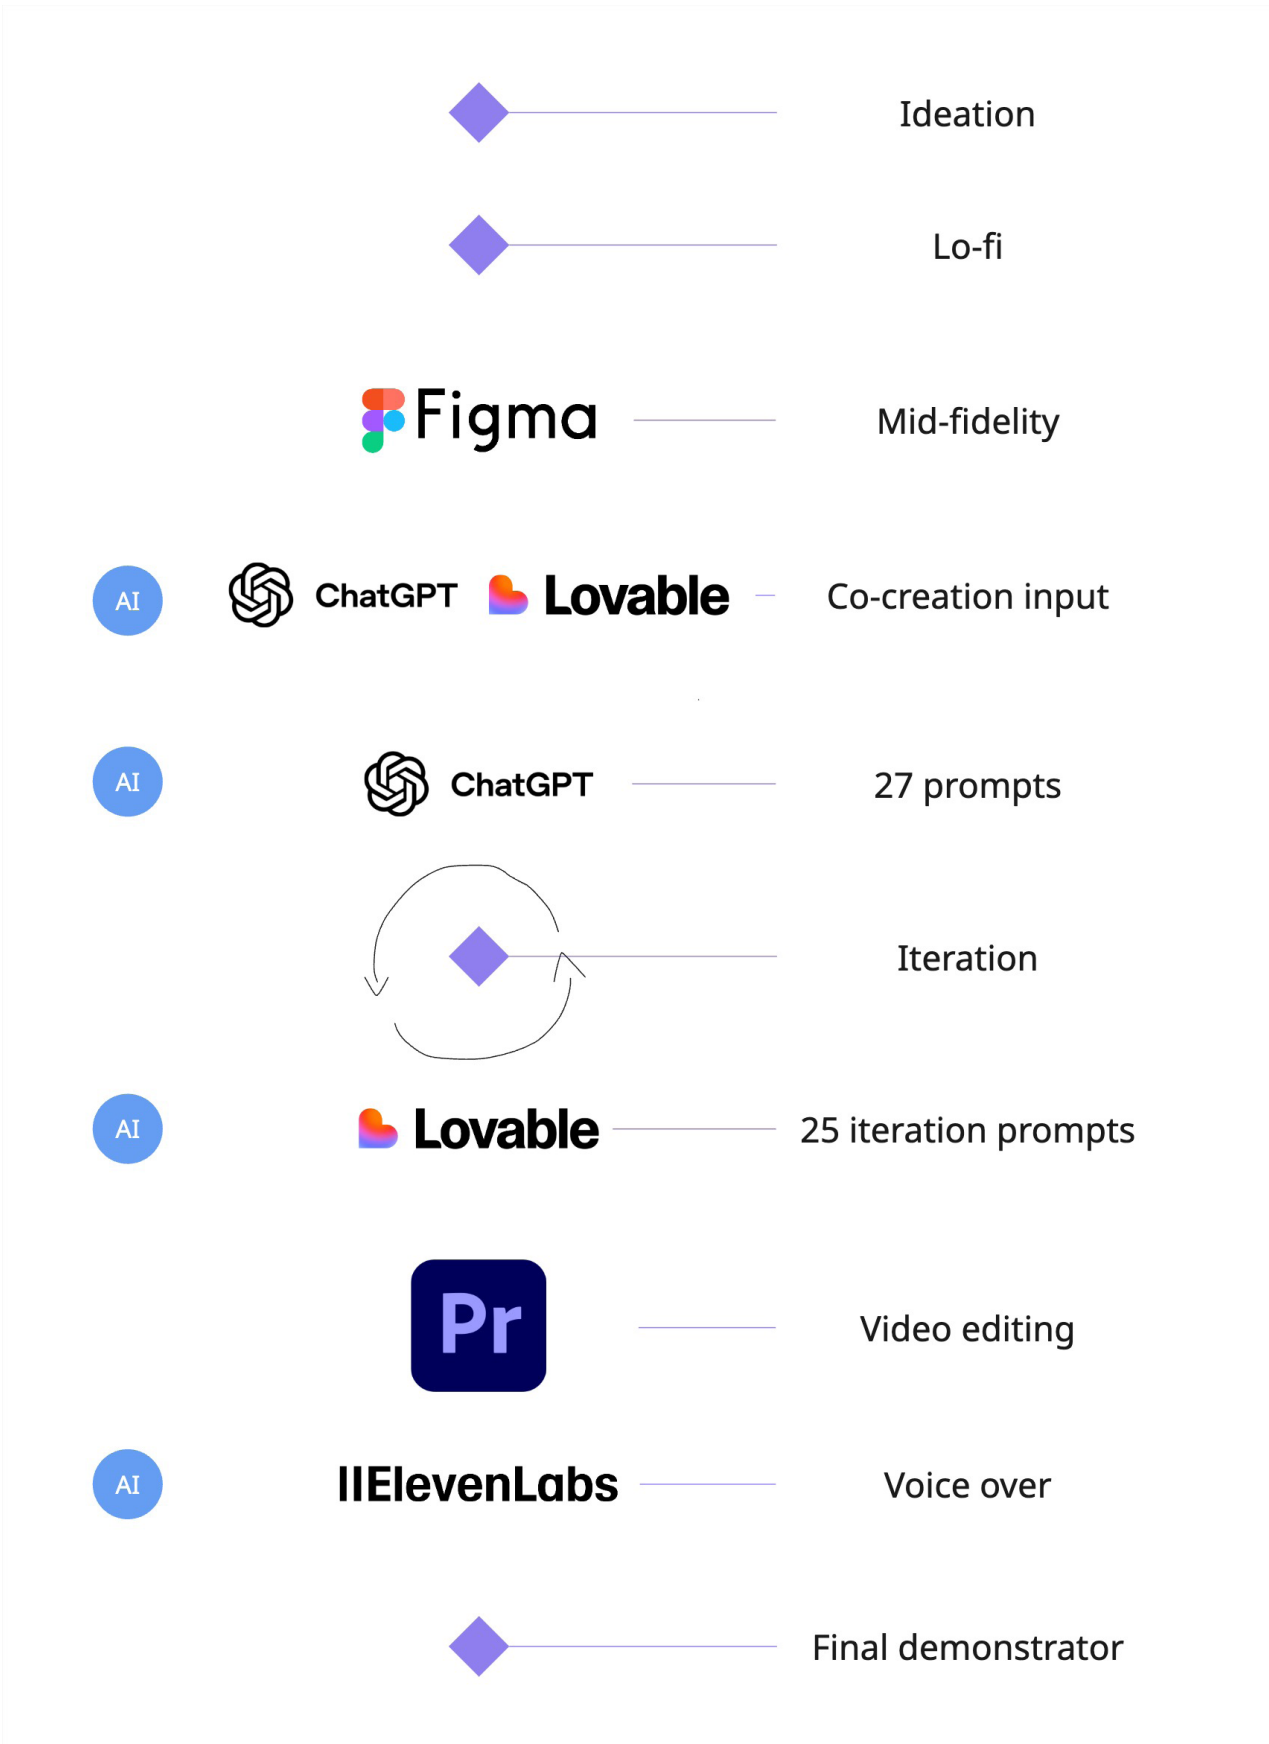 Ideation
Lo-fi
Figma Mid-fidelity
AI ChatGPT Lovable Co-creation input
AI ChatGPT 27 prompts
Iteration
AI Lovable 25 iteration prompts
Pr Video editing
AI IIElevenLabs Voice over
Final demonstrator